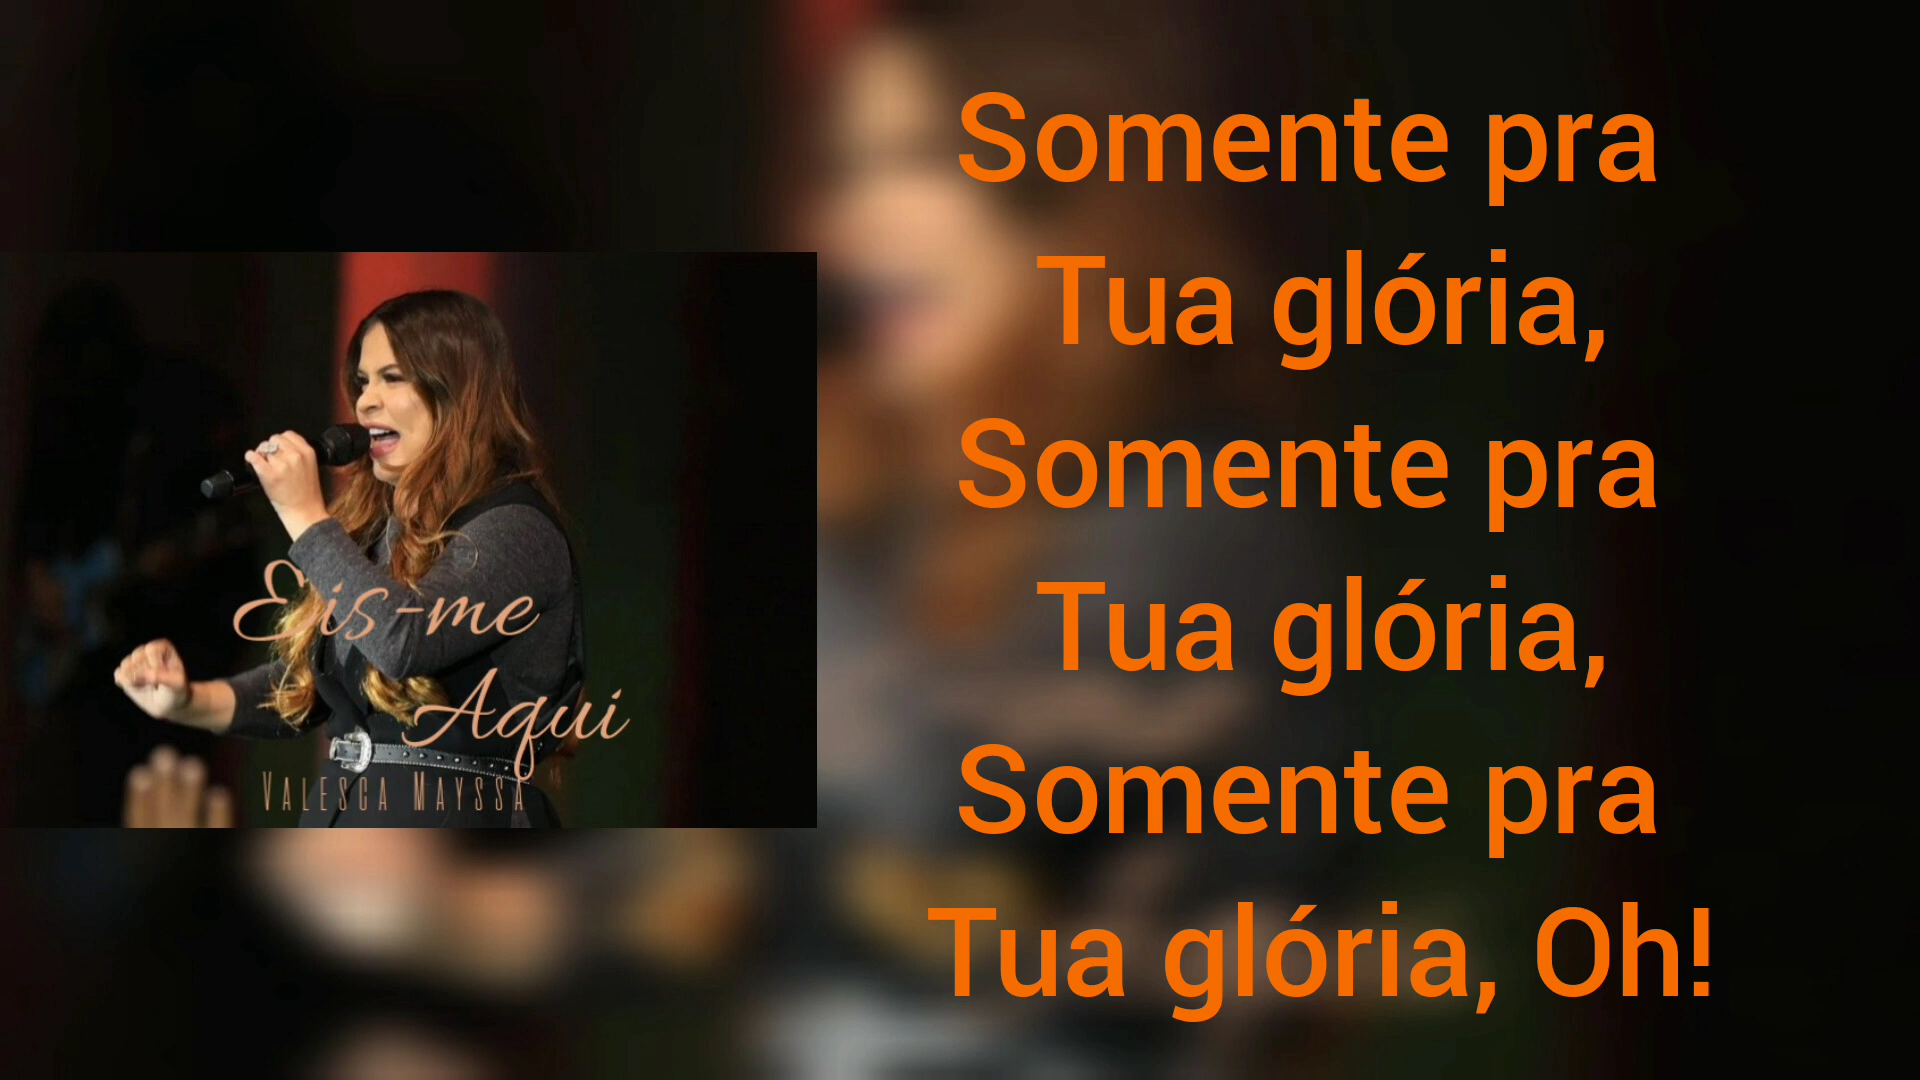 Eis-me
Aqui
VALESCA MAYSSA
Somente pra
Tua glória,
Somente pra
Tua glória,
Somente pra
Tua glória, Oh!